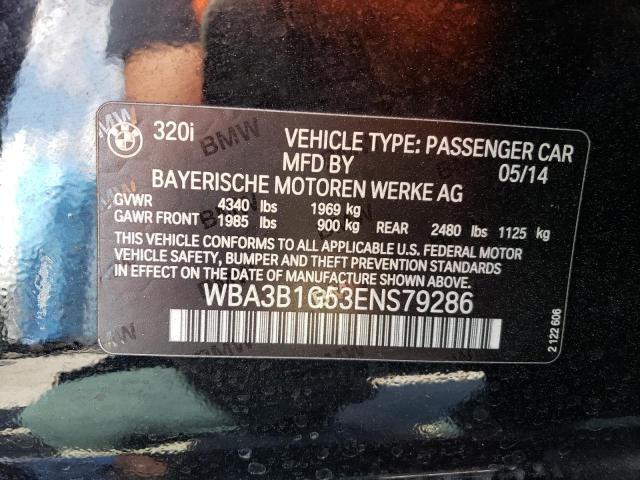 BMW
320i
VEHICLE TYPE: PASSENGER CAR
MFD BY 05/14
BAYERISCHE MOTOREN WERKE AG
GVWR 4340 lbs 1969 kg
GAWR FRONT 1985 lbs 900 kg REAR 2480 lbs 1125 kg
THIS VEHICLE CONFORMS TO ALL APPLICABLE U.S. FEDERAL MOTOR
VEHICLE SAFETY, BUMPER AND THEFT PREVENTION STANDARDS
IN EFFECT ON THE DATE OF MANUFACTURE SHOWN ABOVE.
WBA3B1G53ENS79286
2 122 606